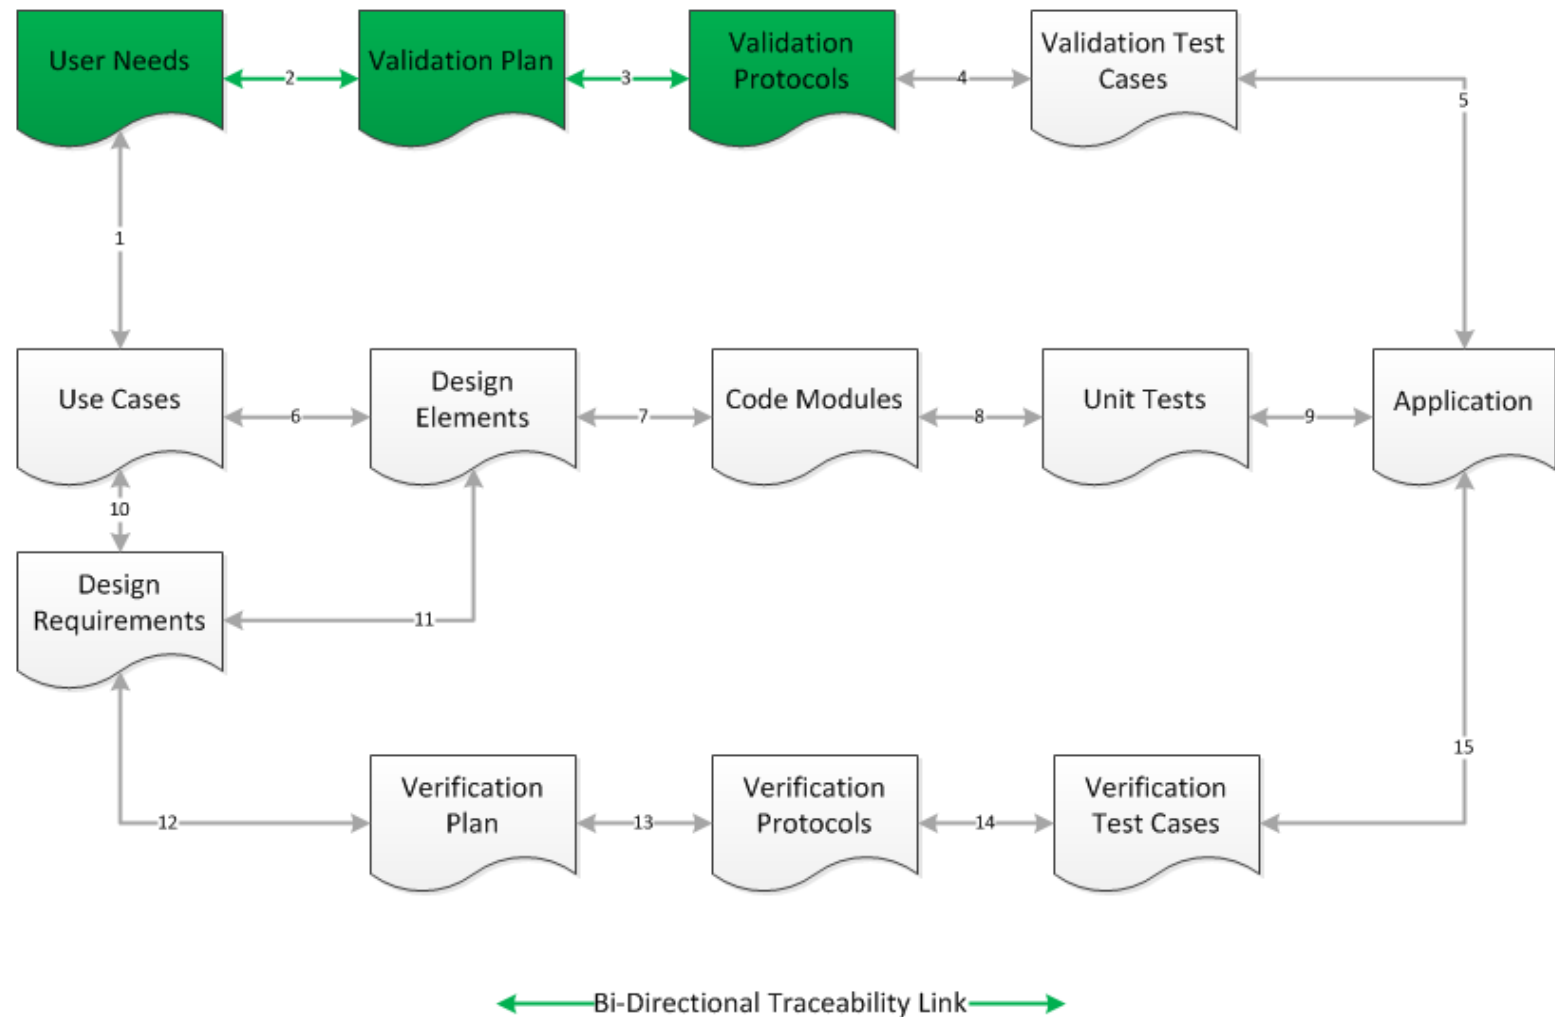 User Needs
2
Validation Plan
3
Validation
Protocols
4
Validation Test
Cases
5
1
Use Cases
6
Design
Elements
7
Code Modules
8
Unit Tests
9
Application
10
Design
Requirements
11
12
Verification
Plan
13
Verification
Protocols
14
Verification
Test Cases
15
Bi-Directional Traceability Link